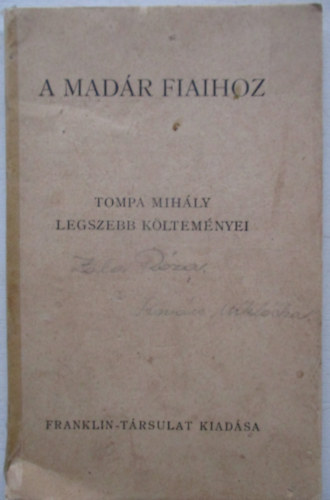 A MADÁR FIAIHOZ
TOMPA MIHÁLY
LEGSZEBB KÖLTEMÉNYEI
FRANKLIN-TÁRSULAT KIADÁSA